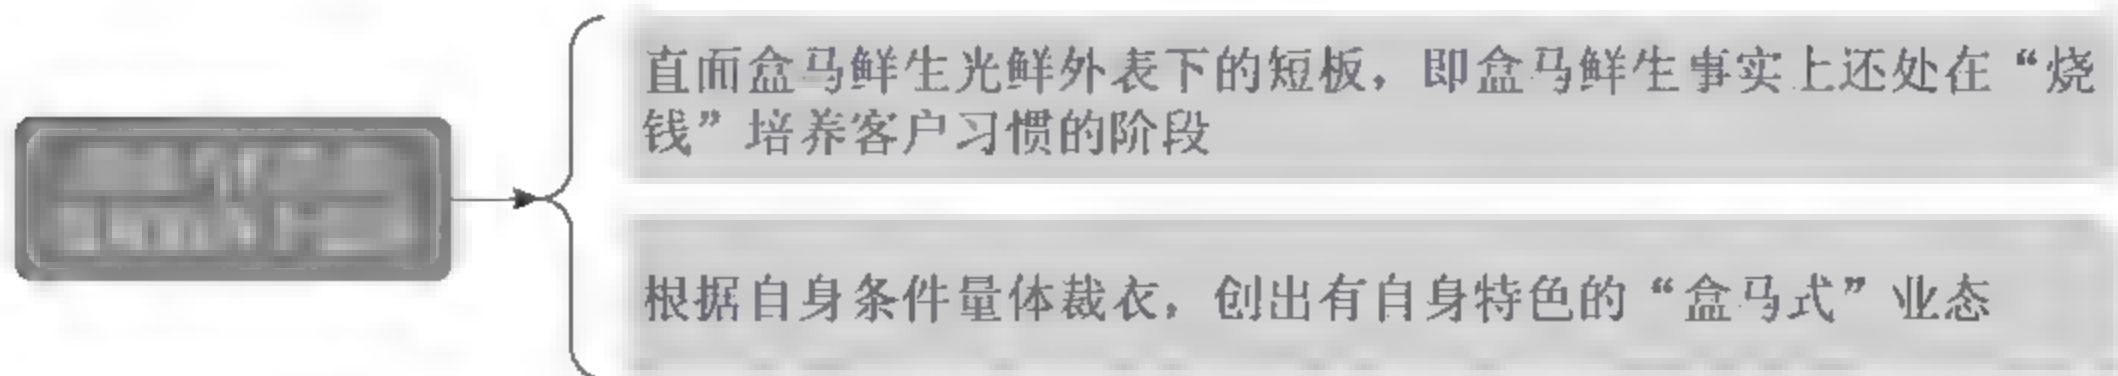 直面盒马鲜生光鲜外表下的短板，即盒马鲜生事实上还处在“烧
钱”培养客户习惯的阶段
根据自身条件量体裁衣，创出有自身特色的“盒马式”业态